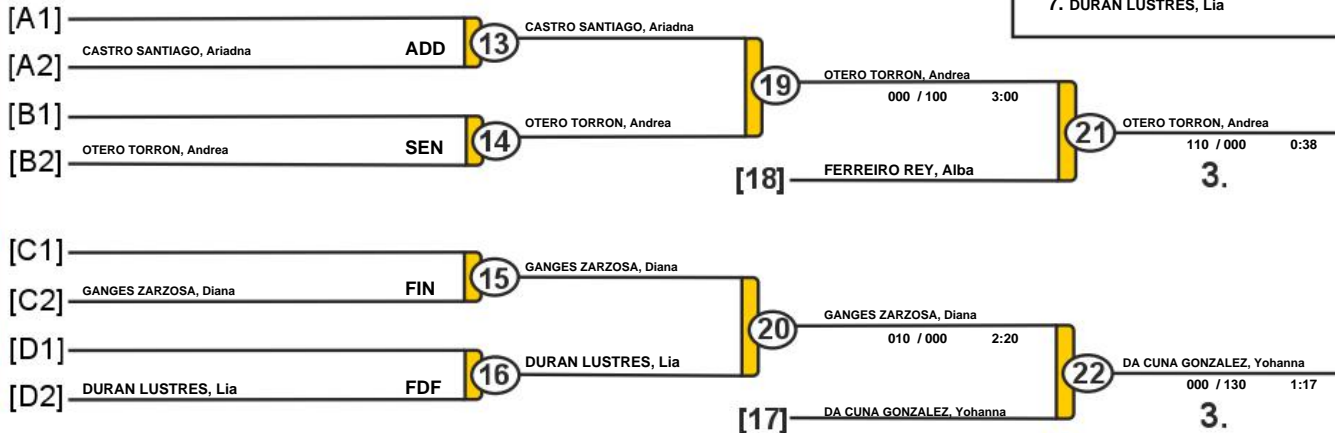 7. DURAN LUSTRES, Lia
[A1]
CASTRO SANTIAGO, Ariadna
[A2] CASTRO SANTIAGO, Ariadna ADD 13
19 OTERO TORRON, Andrea
000 / 100 3:00
[B1]
OTERO TORRON, Andrea
[B2] OTERO TORRON, Andrea SEN 14
21 OTERO TORRON, Andrea
110 / 000 0:38
3.
[18] FERREIRO REY, Alba
[C1]
GANGES ZARZOSA, Diana
[C2] GANGES ZARZOSA, Diana FIN 15
20 GANGES ZARZOSA, Diana
010 / 000 2:20
[D1]
DURAN LUSTRES, Lia
[D2] DURAN LUSTRES, Lia FDF 16
22 DA CUNA GONZALEZ, Yohanna
000 / 130 1:17
3.
[17] DA CUNA GONZALEZ, Yohanna